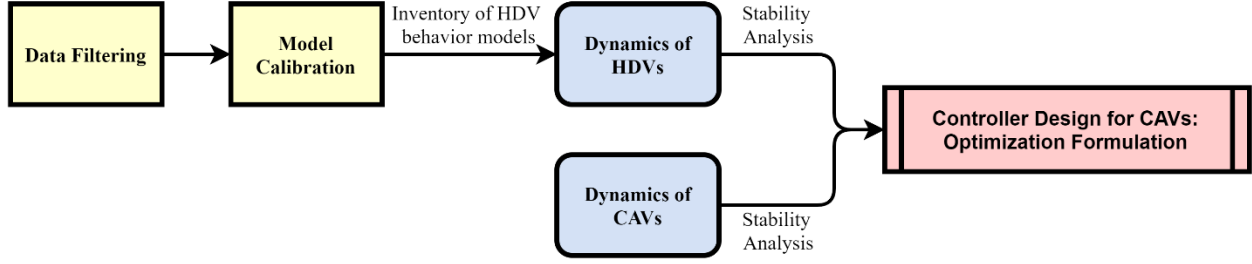 Data Filtering
Model
Calibration
Inventory of HDV
behavior models
Dynamics of
HDVs
Stability
Analysis
Dynamics of
CAVs
Stability
Analysis
Controller Design for CAVs:
Optimization Formulation